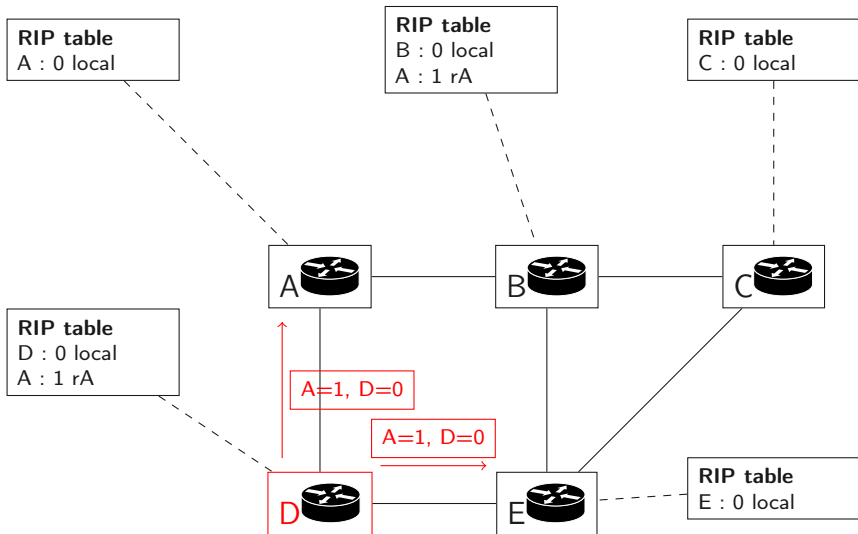 RIP table
A : 0 local
RIP table
B : 0 local
A : 1 rA
RIP table
C : 0 local
A
B
C
RIP table
D : 0 local
A : 1 rA
A=1, D=0
A=1, D=0
RIP table
E : 0 local
D
E